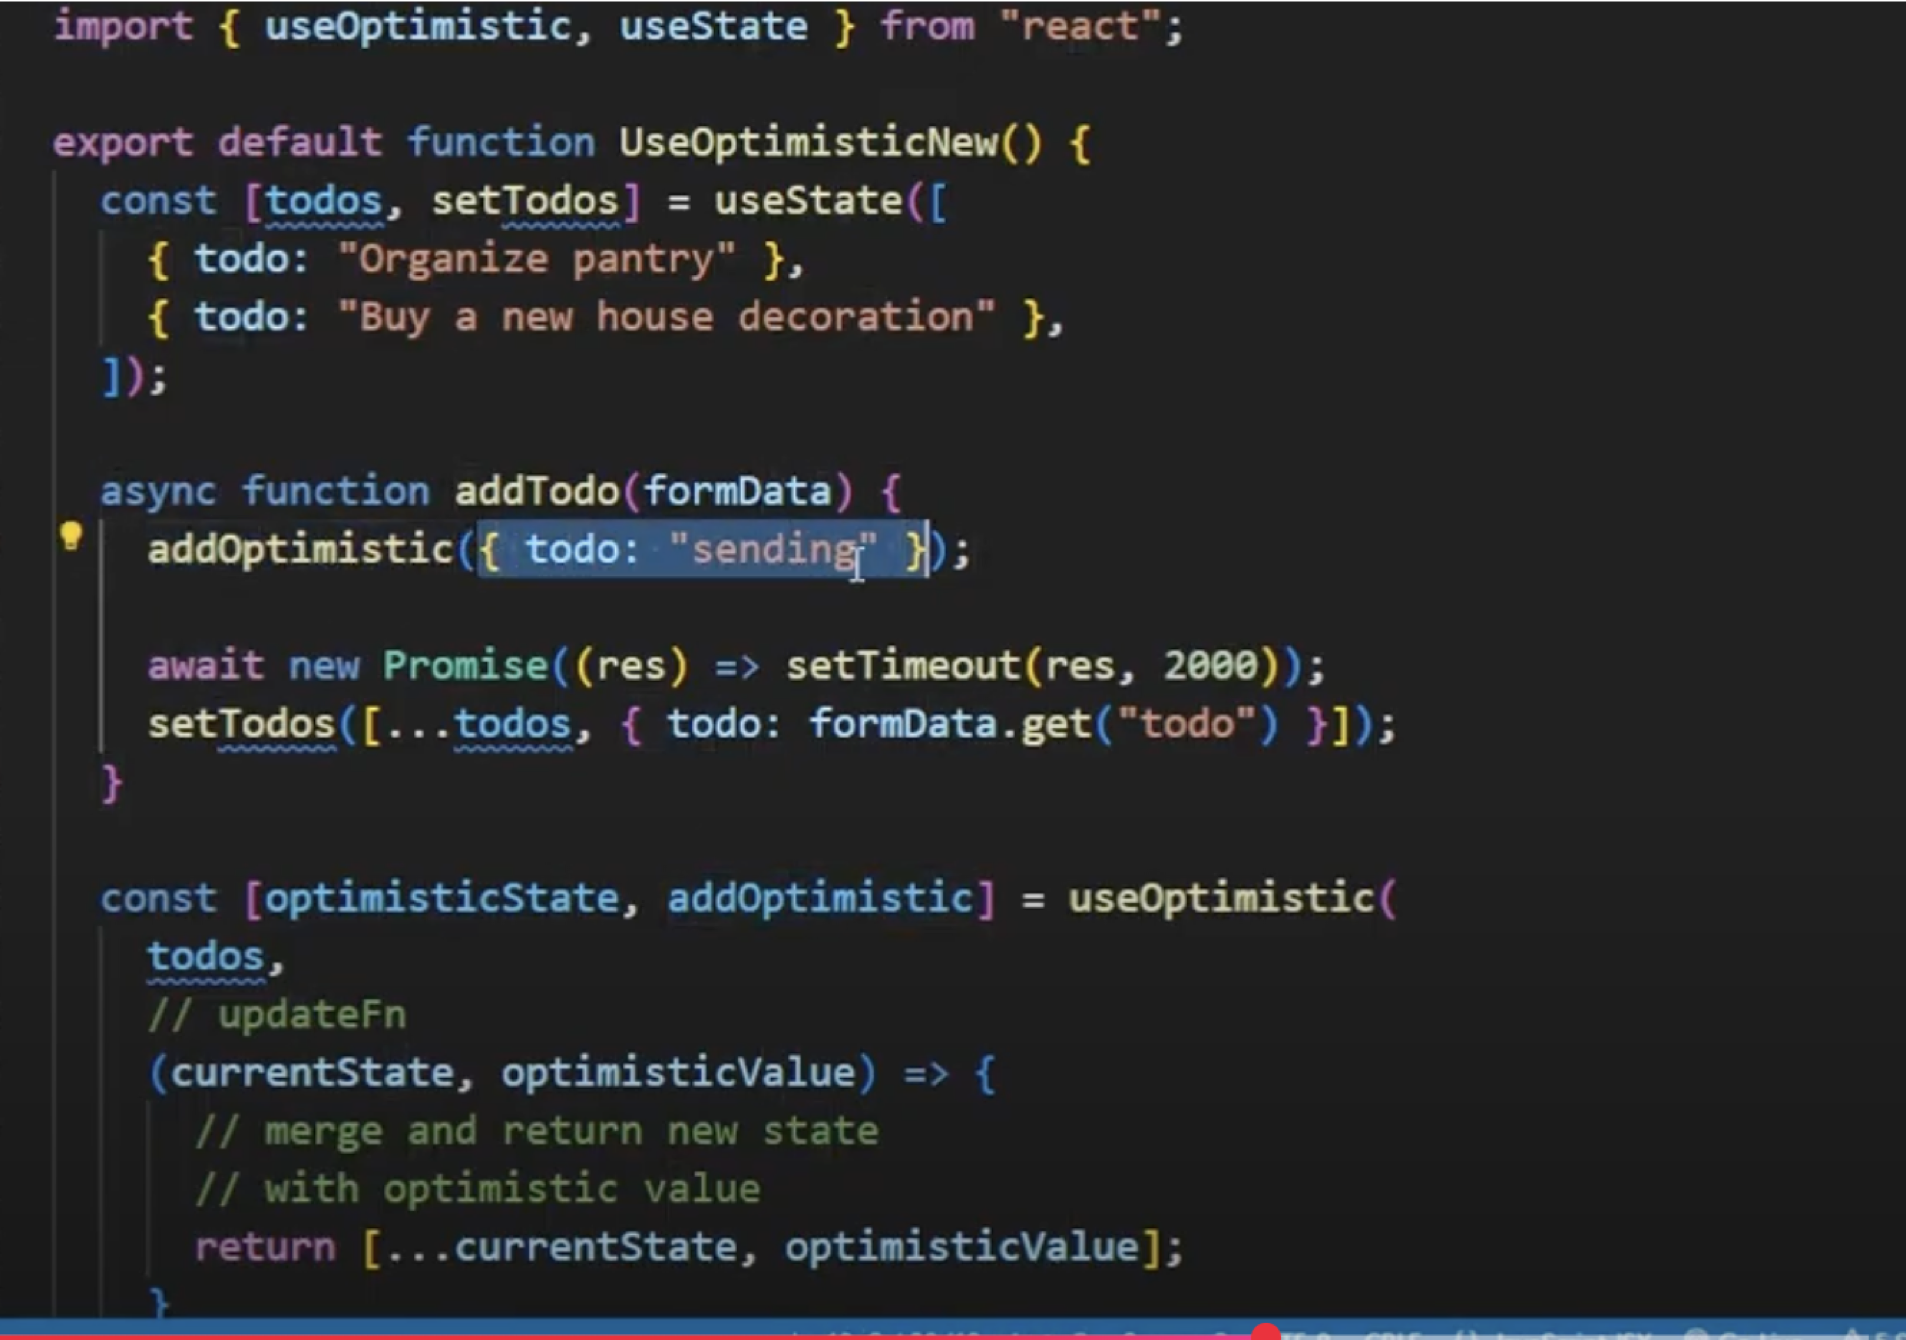 import { useOptimistic, useState } from "react";
export default function UseOptimisticNew() {
const [todos, setTodos] = useState([
{ todo: "Organize pantry" },
{ todo: "Buy a new house decoration" },
]);
async function addTodo(formData) {
addOptimistic({ todo: "sending" });
await new Promise((res) => setTimeout(res, 2000));
setTodos([...todos, { todo: formData.get("todo") }]);
}
const [optimisticState, addOptimistic] = useOptimistic(
todos,
// updateFn
(currentState, optimisticValue) => {
// merge and return new state
// with optimistic value
return [...currentState, optimisticValue];
}